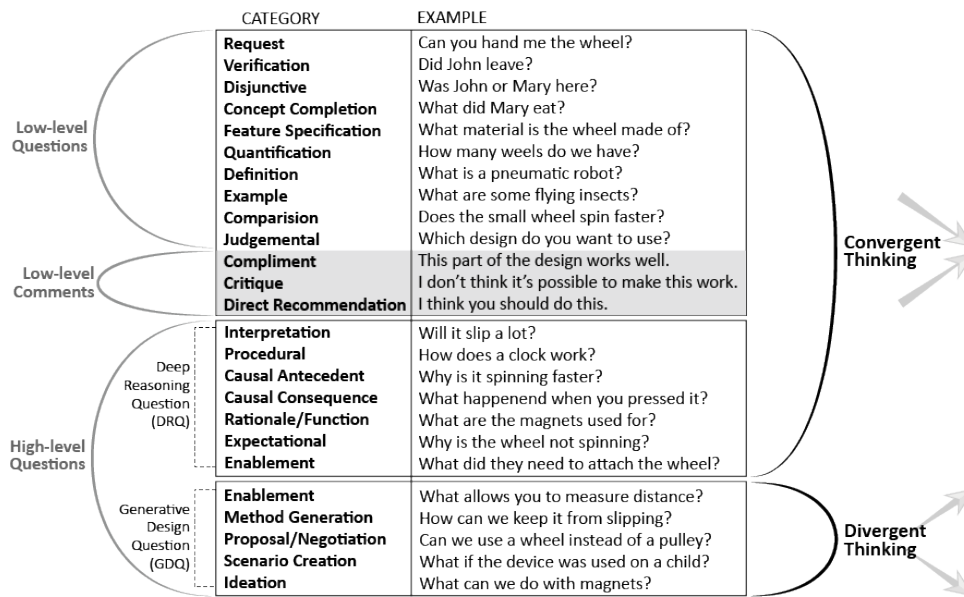 CATEGORY EXAMPLE
Request Can you hand me the wheel?
Verification Did John leave?
Disjunctive Was John or Mary here?
Concept Completion What did Mary eat?
Feature Specification What material is the wheel made of?
Quantification How many weels do we have?
Definition What is a pneumatic robot?
Example What are some flying insects?
Comparision Does the small wheel spin faster?
Judgemental Which design do you want to use?
Low-level
Questions
Compliment This part of the design works well.
Critique I don't think it's possible to make this work.
Direct Recommendation I think you should do this.
Low-level
Comments
Interpretation Will it slip a lot?
Procedural How does a clock work?
Causal Antecedent Why is it spinning faster?
Causal Consequence What happenend when you pressed it?
Rationale/Function What are the magnets used for?
Expectational Why is the wheel not spinning?
Enablement What did they need to attach the wheel?
Deep
Reasoning
Question
(DRQ)
High-level
Questions
Convergent
Thinking
Enablement What allows you to measure distance?
Method Generation How can we keep it from slipping?
Proposal/Negotiation Can we use a wheel instead of a pulley?
Scenario Creation What if the device was used on a child?
Ideation What can we do with magnets?
Generative
Design
Question
(GDQ)
Divergent
Thinking